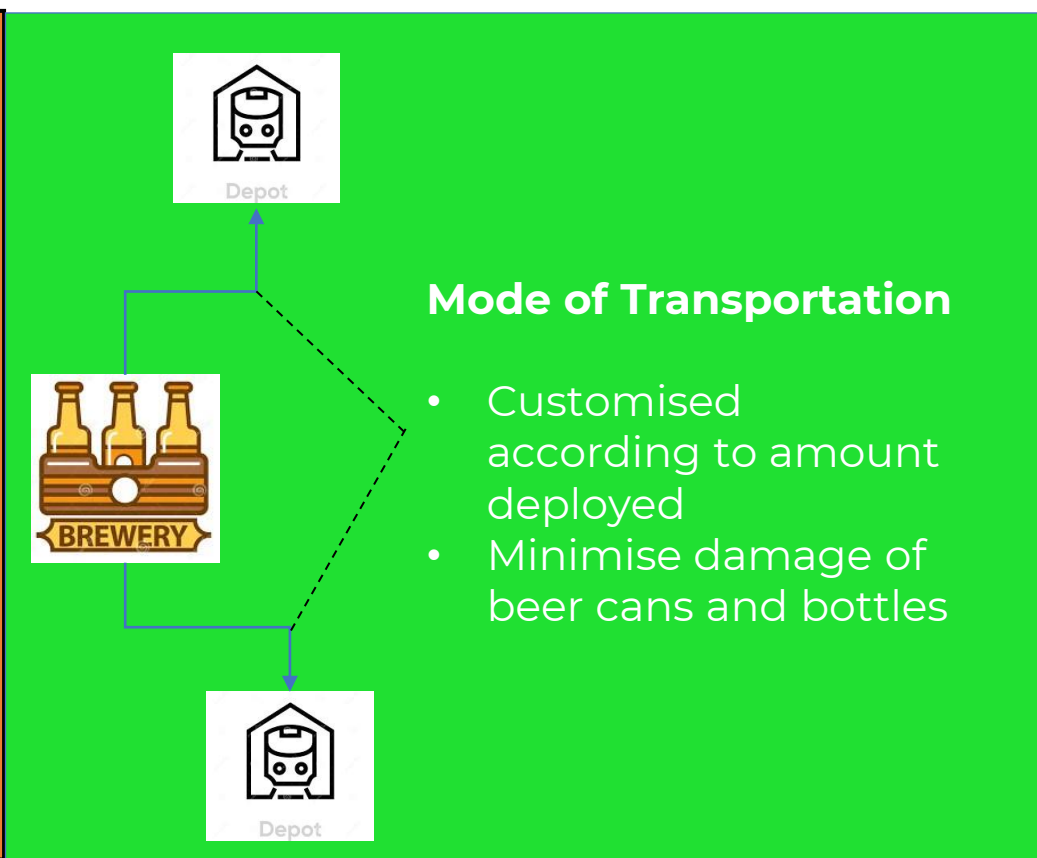 Depot
Mode of Transportation
• Customised
according to amount
deployed
• Minimise damage of
beer cans and bottles
BREWERY
Depot